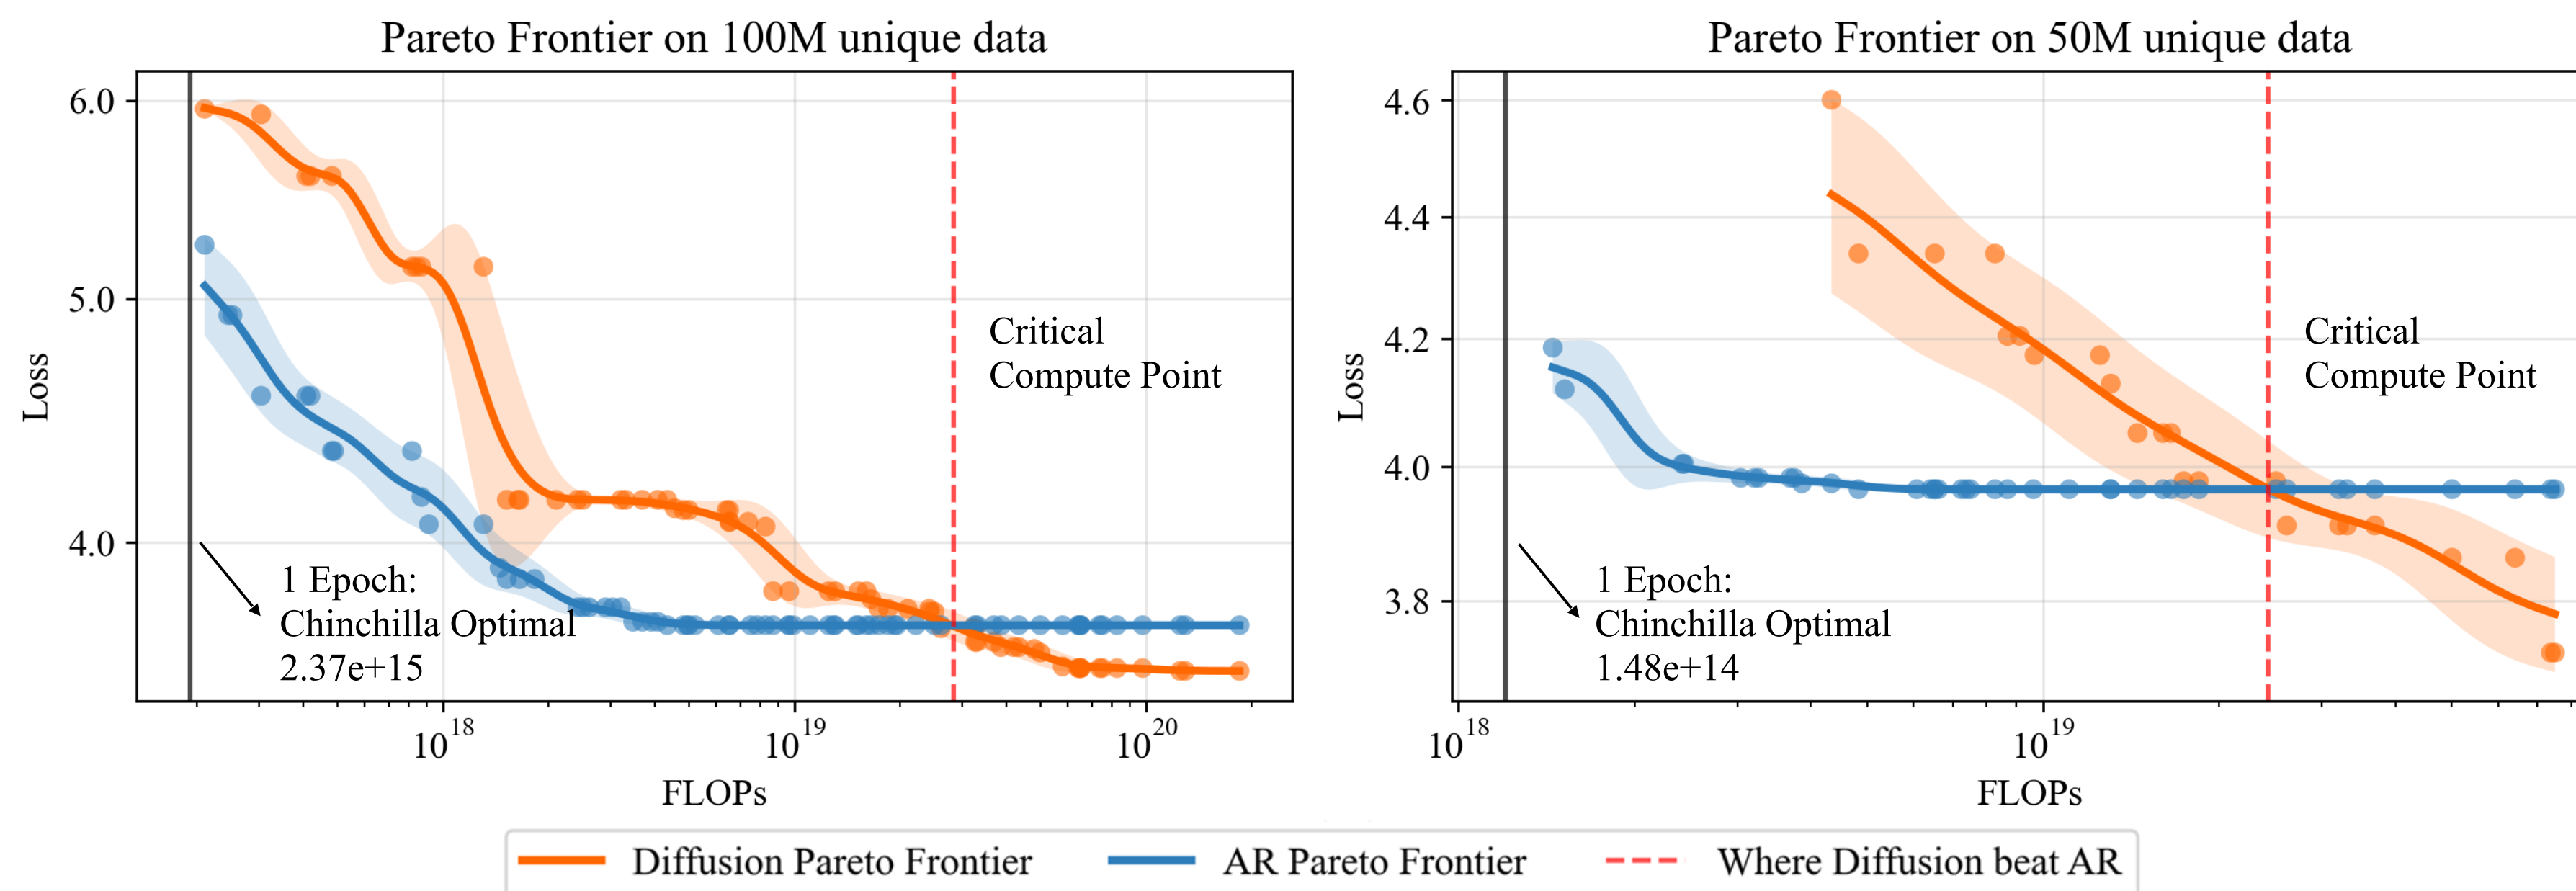 Pareto Frontier on 100M unique data
6.0
5.0
4.0
Loss
Critical
Compute Point
1 Epoch:
Chinchilla Optimal
2.37e+15
10^18
10^19
10^20
FLOPs
Pareto Frontier on 50M unique data
4.6
4.4
4.2
4.0
3.8
Loss
Critical
Compute Point
1 Epoch:
Chinchilla Optimal
1.48e+14
10^18
10^19
FLOPs
Diffusion Pareto Frontier
AR Pareto Frontier
Where Diffusion beat AR